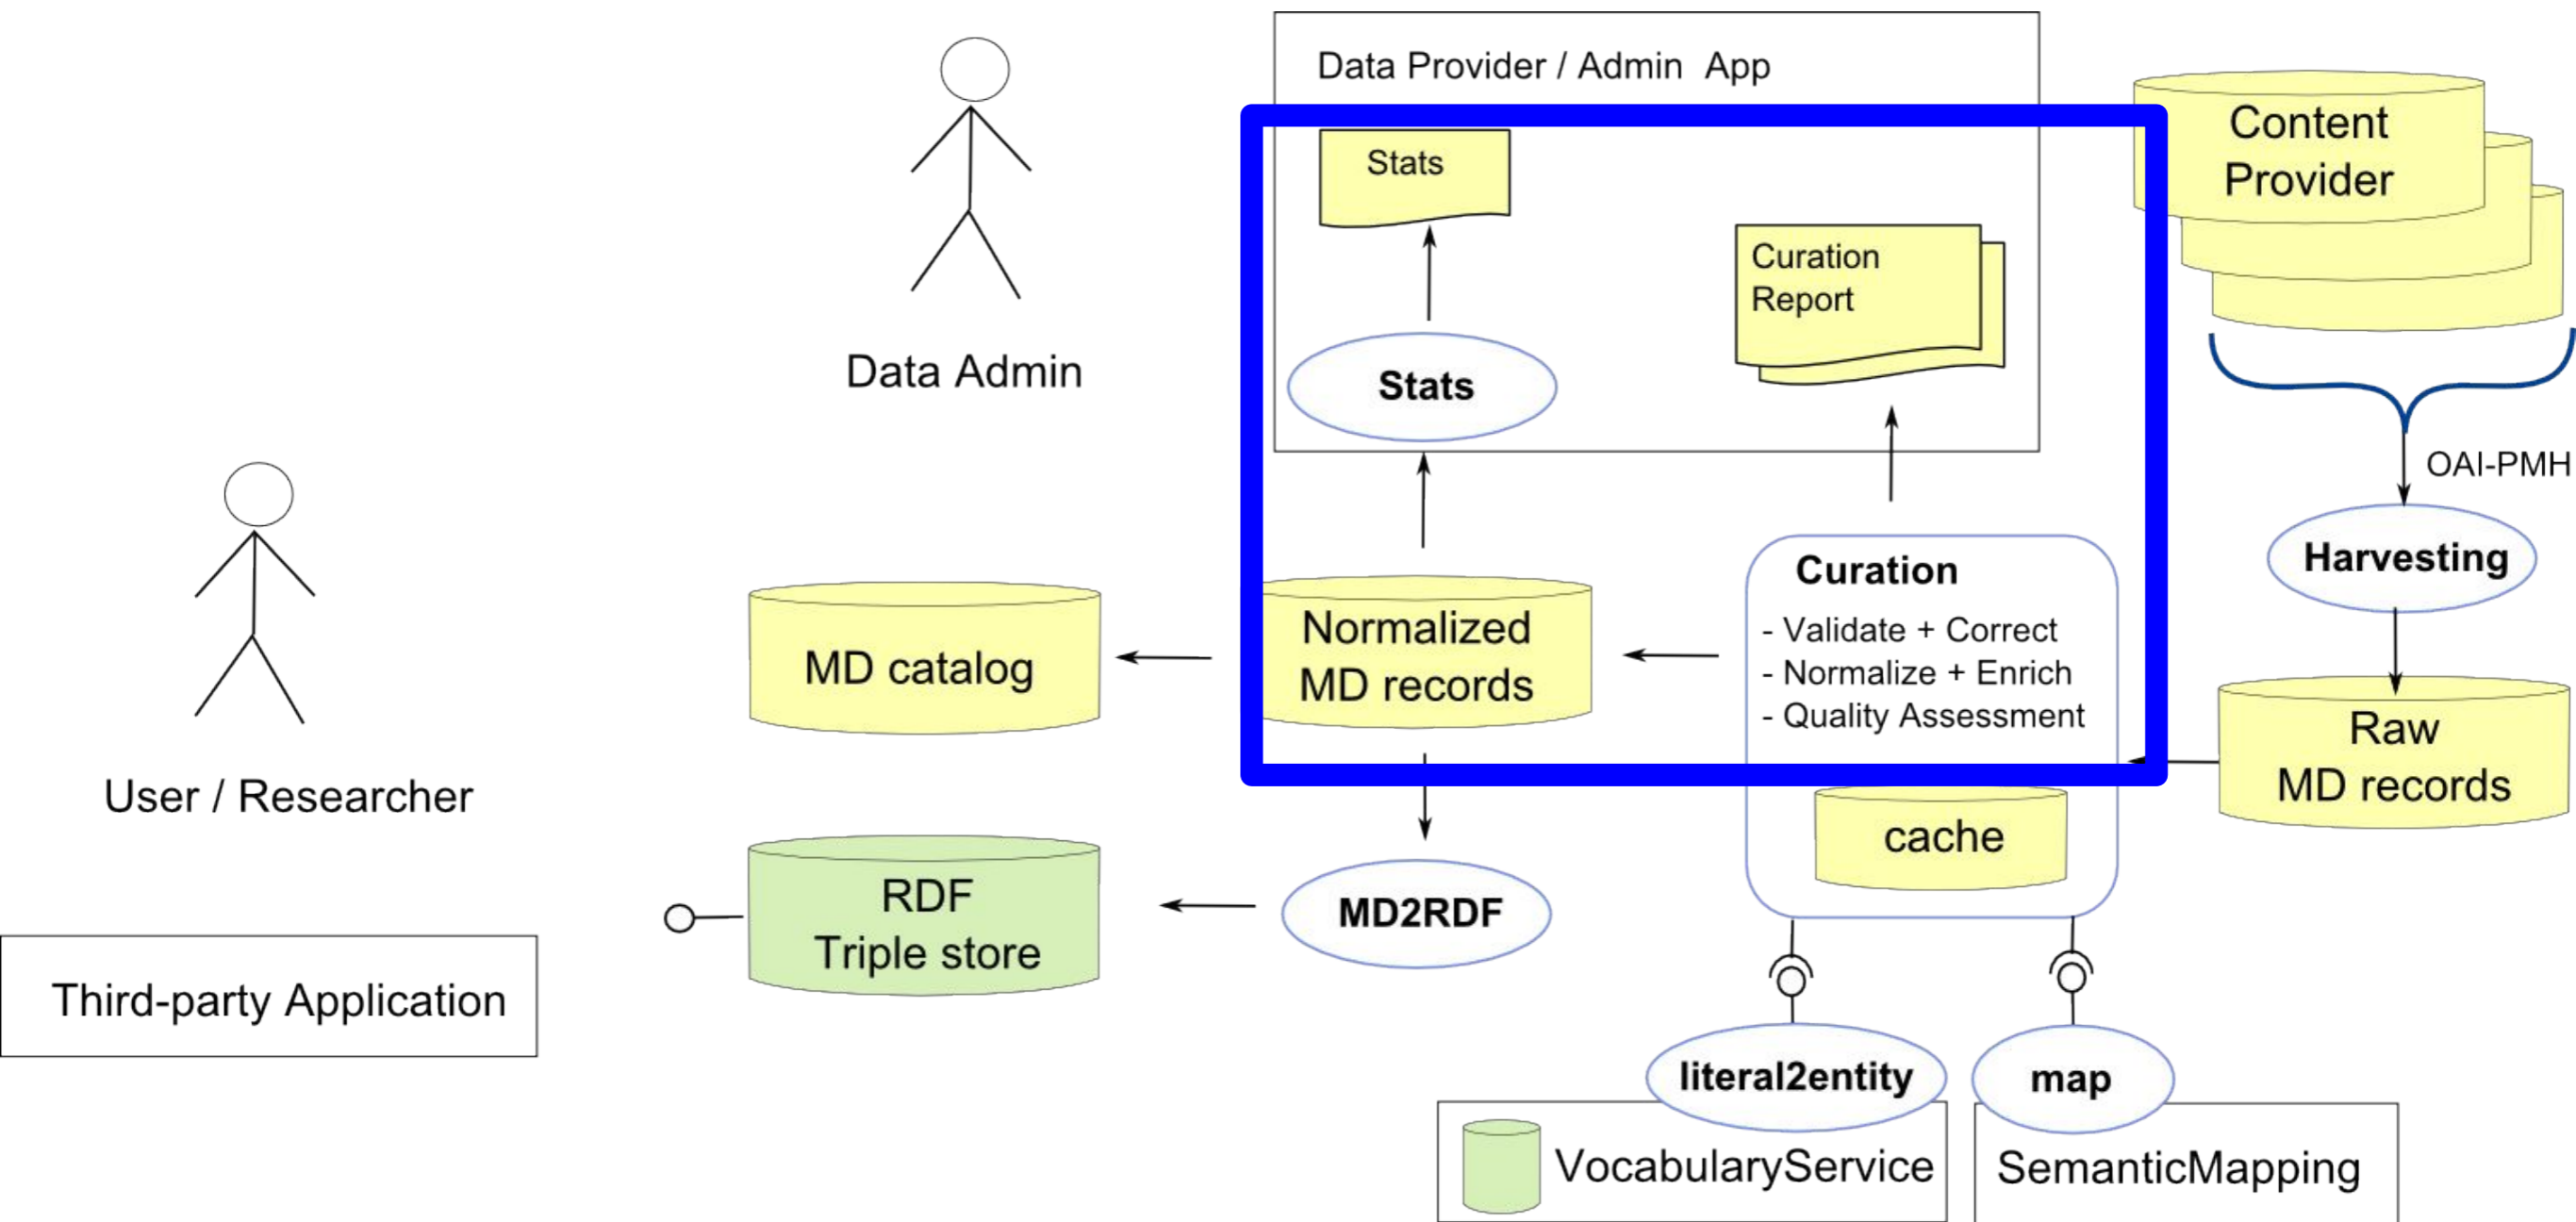 Data Provider / Admin App
Content
Provider
Stats
Curation
Report
Data Admin
Stats
OAI-PMH
Harvesting
Curation
- Validate + Correct
- Normalize + Enrich
- Quality Assessment
Normalized
MD records
MD catalog
Raw
MD records
User / Researcher
cache
RDF
Triple store
MD2RDF
Third-party Application
literal2entity
map
VocabularyService
SemanticMapping